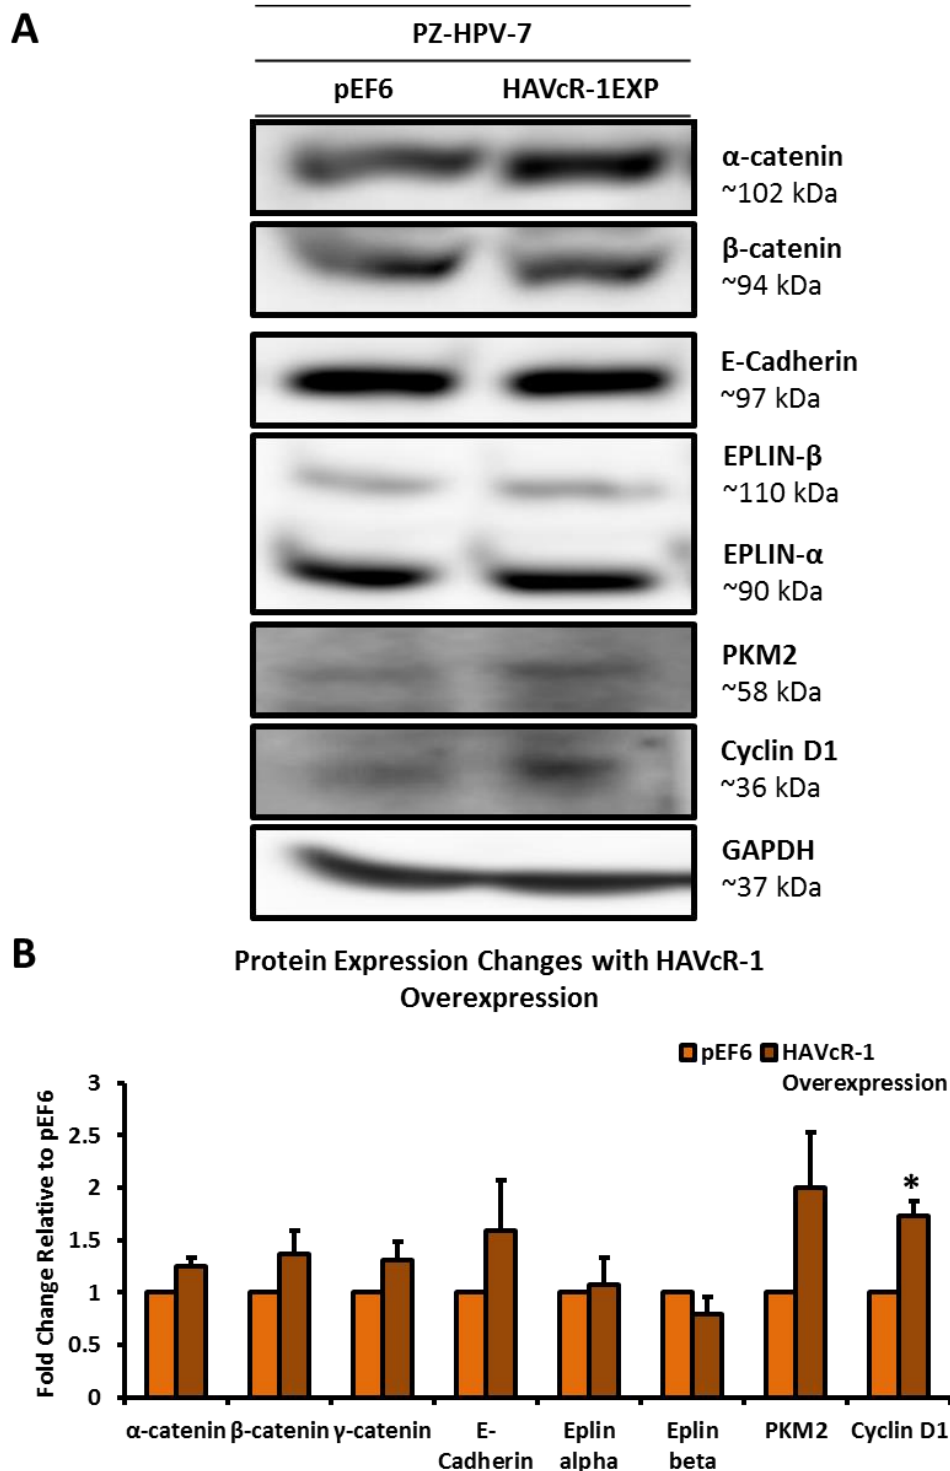 A
PZ-HPV-7
pEF6 HAVcR-1EXP
α-catenin
~102 kDa
β-catenin
~94 kDa
E-Cadherin
~97 kDa
EPLIN-β
~110 kDa
EPLIN-α
~90 kDa
PKM2
~58 kDa
Cyclin D1
~36 kDa
GAPDH
~37 kDa
B
Protein Expression Changes with HAVcR-1
Overexpression
pEF6 HAVcR-1
Overexpression
Fold Change Relative to pEF6
3
2.5
2
1.5
1
0.5
0
*
α-catenin β-catenin γ-catenin E- Eplin Eplin PKM2 Cyclin D1
Cadherin alpha beta